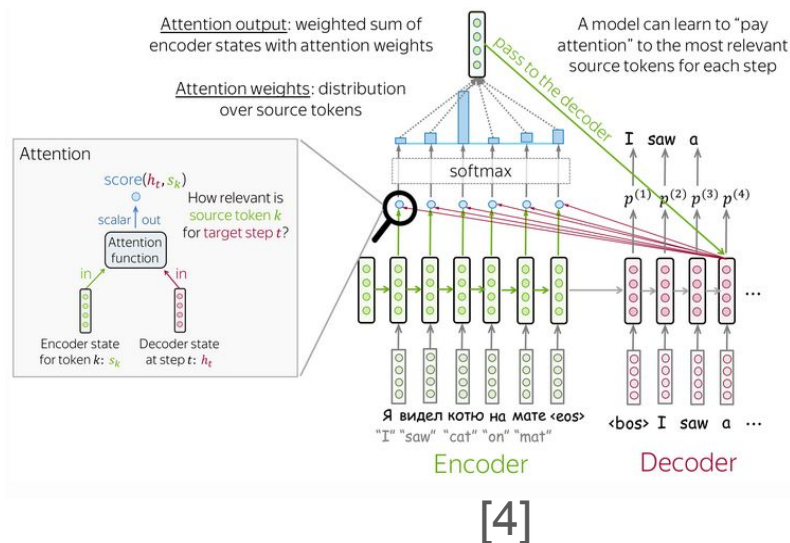 Attention output: weighted sum of
encoder states with attention weights
A model can learn to “pay
attention” to the most relevant
source tokens for each step
Attention weights: distribution
over source tokens
pass to the decoder
I saw a
softmax
p(1) p(2) p(3) p(4)
Attention
score(hₜ, sₖ)
How relevant is
source token k
for target step t?
scalar out
Attention
function
in in
Encoder state
for token k: sₖ
Decoder state
at step t: hₜ
...
Я видел котю на мате <eos>
"I" "saw" "cat" "on" "mat"
<bos> I saw a ...
Encoder
Decoder
[4]